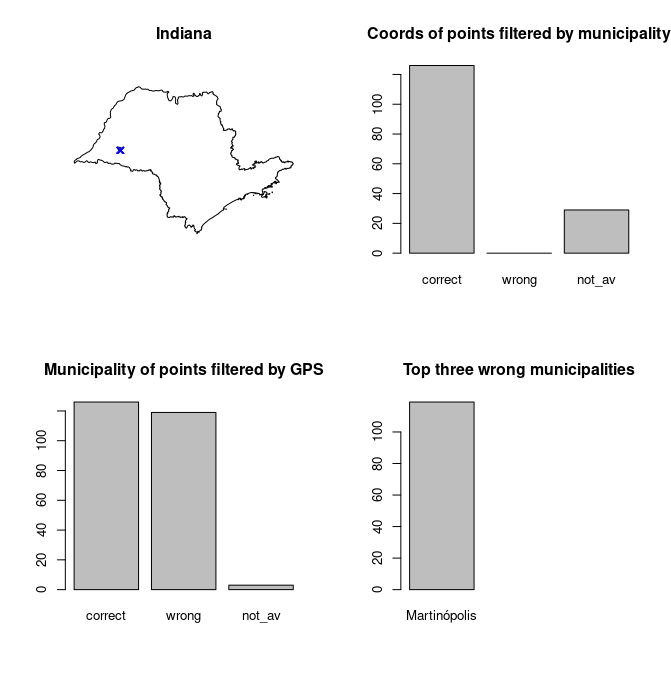 Indiana
Coords of points filtered by municipality
0 20 40 60 80 100
correct wrong not_av
Municipality of points filtered by GPS
0 20 40 60 80 100
correct wrong not_av
Top three wrong municipalities
0 20 40 60 80 100
Martinópolis